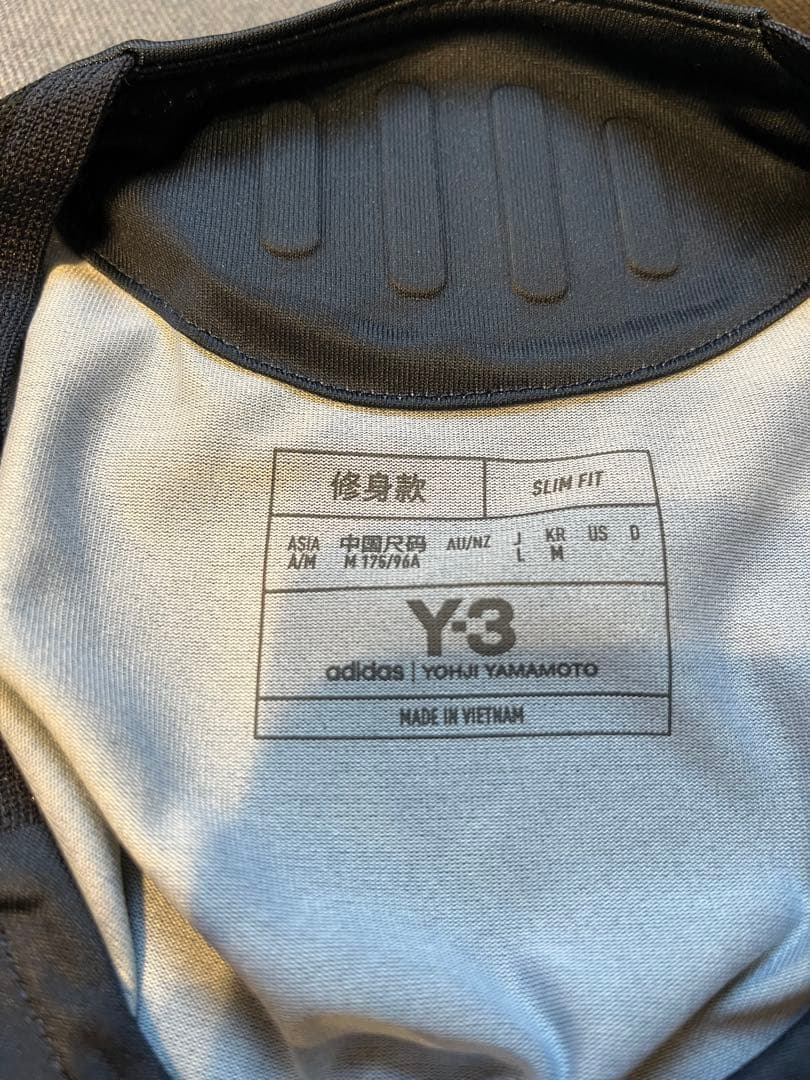 修身款 SLIM FIT
ASIA 中国尺码 AU/NZ J KR US D
A/M M 175/96A L M
Y-3
adidas | YOHJI YAMAMOTO
MADE IN VIETNAM